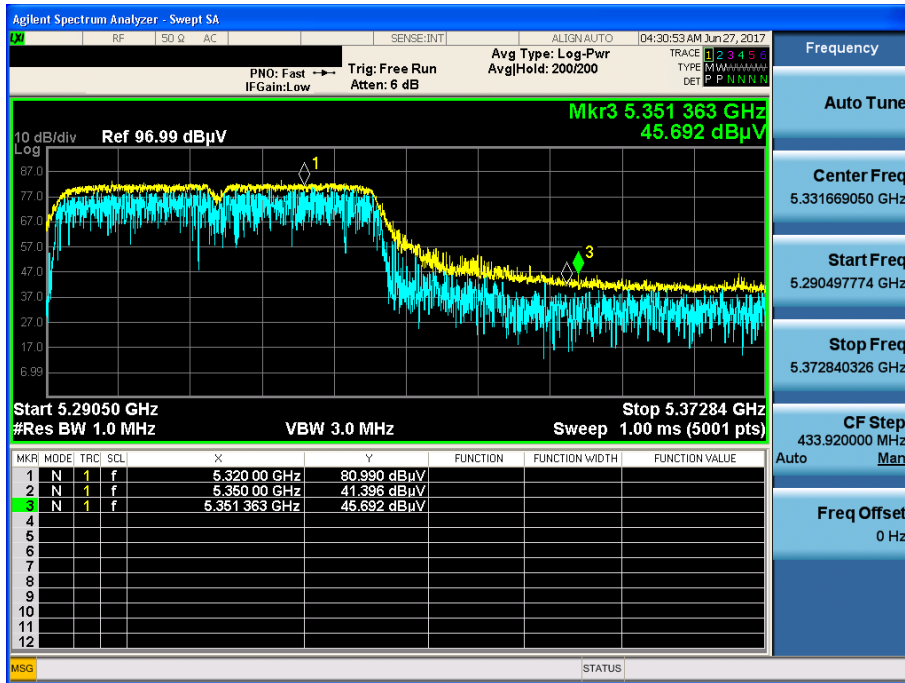 Agilent Spectrum Analyzer - Swept SA
LXI RF 50 Ω AC SENSE:INT ALIGN AUTO 04:30:53 AM Jun 27, 2017
PNO: Fast Trig: Free Run Avg Type: Log-Pwr TRACE 1 2 3 4 5 6
IFGain:Low Atten: 6 dB Avg|Hold: 200/200 TYPE M W W W W W
DET P P N N N N
Mkr3 5.351 363 GHz
45.692 dBµV
10 dB/div Ref 96.99 dBµV
Log
87.0
77.0
67.0
57.0
47.0
37.0
27.0
17.0
6.99
1
3
Start 5.29050 GHz Stop 5.37284 GHz
#Res BW 1.0 MHz VBW 3.0 MHz Sweep 1.00 ms (5001 pts)
MKR MODE TRC SCL X Y FUNCTION FUNCTION WIDTH FUNCTION VALUE
1 N 1 f 5.320 00 GHz 80.990 dBµV
2 N 1 f 5.350 00 GHz 41.396 dBµV
3 N 1 f 5.351 363 GHz 45.692 dBµV
4
5
6
7
8
9
10
11
12
MSG STATUS
Frequency
Auto Tune
Center Freq
5.331669050 GHz
Start Freq
5.290497774 GHz
Stop Freq
5.372840326 GHz
CF Step
433.920000 MHz
Auto Man
Freq Offset
0 Hz